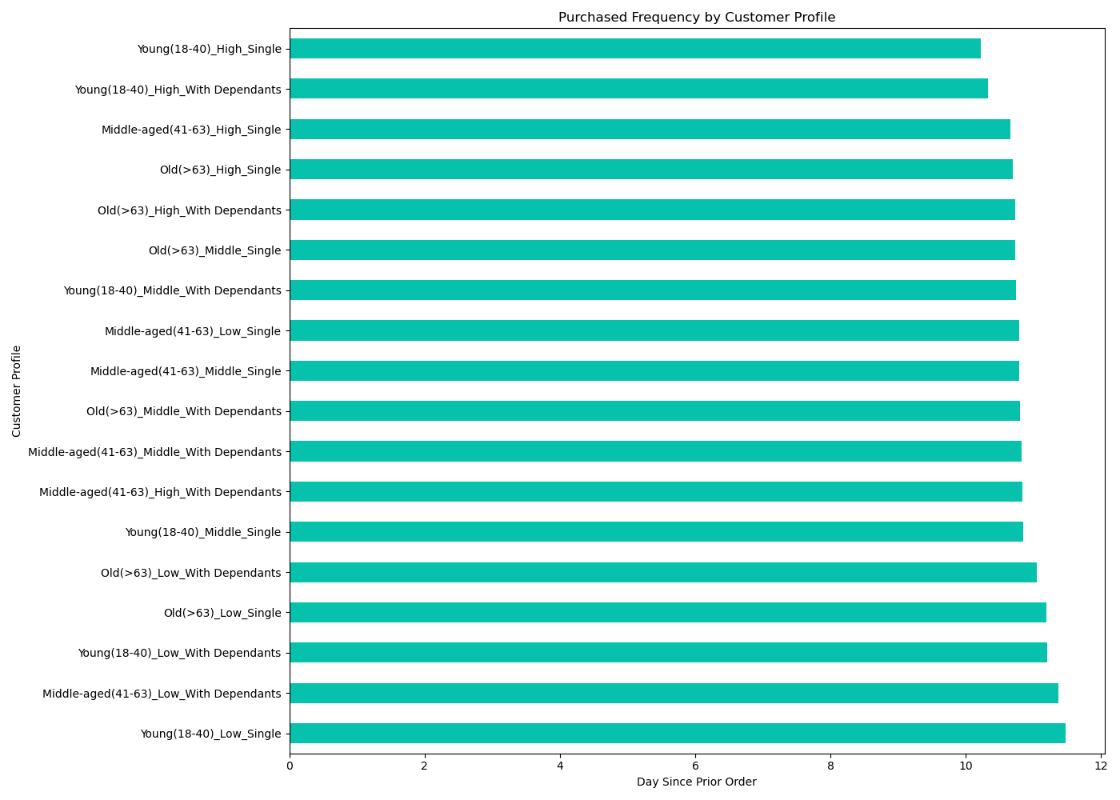 Purchased Frequency by Customer Profile
Young(18-40)_High_Single
Young(18-40)_High_With Dependants
Middle-aged(41-63)_High_Single
Old(>63)_High_Single
Old(>63)_High_With Dependants
Old(>63)_Middle_Single
Young(18-40)_Middle_With Dependants
Middle-aged(41-63)_Low_Single
Middle-aged(41-63)_Middle_Single
Old(>63)_Middle_With Dependants
Middle-aged(41-63)_Middle_With Dependants
Middle-aged(41-63)_High_With Dependants
Young(18-40)_Middle_Single
Old(>63)_Low_With Dependants
Old(>63)_Low_Single
Young(18-40)_Low_With Dependants
Middle-aged(41-63)_Low_With Dependants
Young(18-40)_Low_Single
Customer Profile
0 2 4 6 8 10 12
Day Since Prior Order